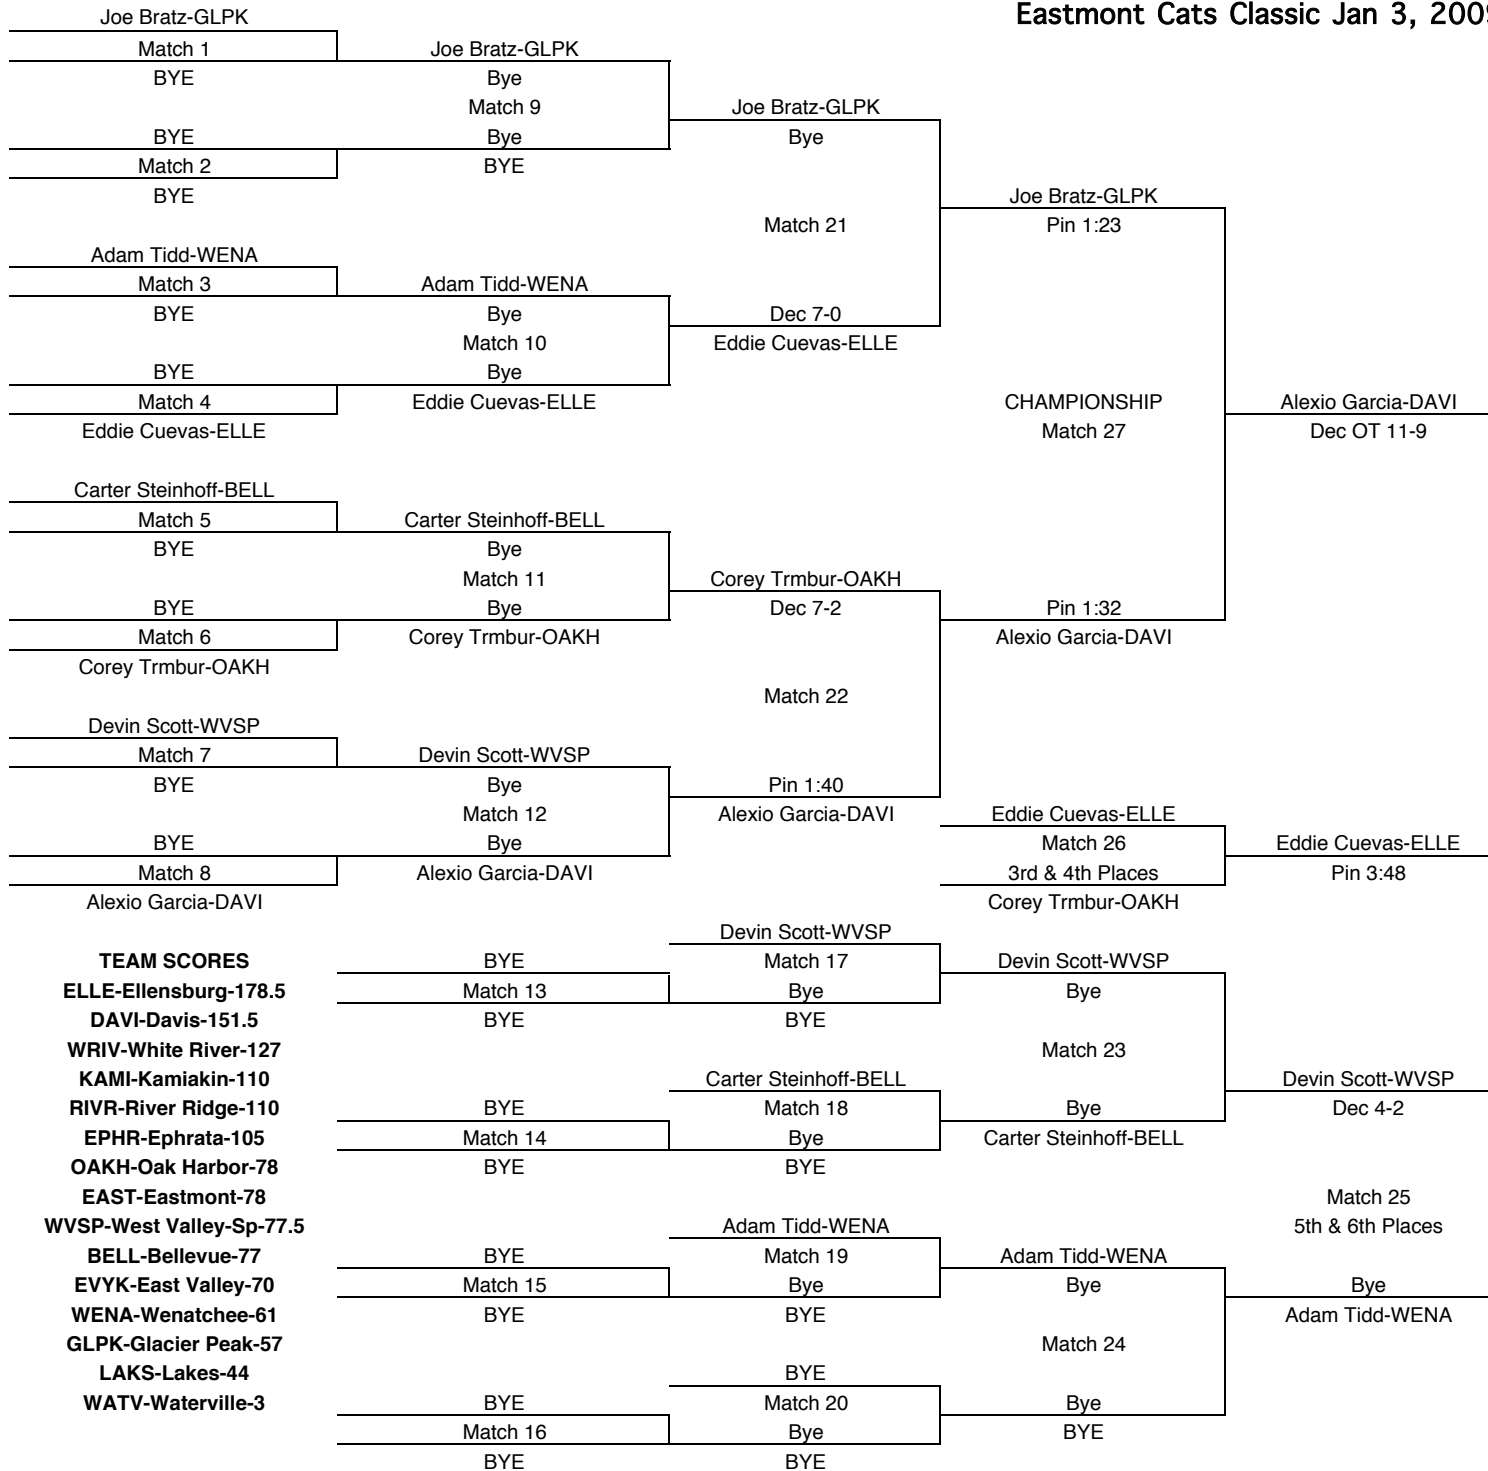 Joe Bratz-GLPK
Eastmont Cats Classic Jan 3, 2009
Match 1
Joe Bratz-GLPK
BYE
Bye
Match 9
Joe Bratz-GLPK
BYE
Bye
Bye
Match 2
BYE
BYE
Joe Bratz-GLPK
Match 21
Pin 1:23
Adam Tidd-WENA
Match 3
Adam Tidd-WENA
BYE
Bye
Dec 7-0
Match 10
Eddie Cuevas-ELLE
BYE
Bye
Match 4
Eddie Cuevas-ELLE
CHAMPIONSHIP
Alexio Garcia-DAVI
Eddie Cuevas-ELLE
Match 27
Dec OT 11-9
Carter Steinhoff-BELL
Match 5
Carter Steinhoff-BELL
BYE
Bye
Match 11
Corey Trmbur-OAKH
BYE
Bye
Dec 7-2
Pin 1:32
Match 6
Corey Trmbur-OAKH
Alexio Garcia-DAVI
Corey Trmbur-OAKH
Match 22
Devin Scott-WVSP
Match 7
Devin Scott-WVSP
BYE
Bye
Pin 1:40
Match 12
Alexio Garcia-DAVI
Eddie Cuevas-ELLE
BYE
Bye
Match 26
Eddie Cuevas-ELLE
Match 8
Alexio Garcia-DAVI
3rd & 4th Places
Pin 3:48
Alexio Garcia-DAVI
Corey Trmbur-OAKH
Devin Scott-WVSP
TEAM SCORES
BYE
Match 17
Devin Scott-WVSP
ELLE-Ellensburg-178.5
Match 13
Bye
Bye
DAVI-Davis-151.5
BYE
BYE
WRIV-White River-127
Match 23
KAMI-Kamiakin-110
Carter Steinhoff-BELL
Devin Scott-WVSP
RIVR-River Ridge-110
BYE
Match 18
Bye
Dec 4-2
EPHR-Ephrata-105
Match 14
Bye
Carter Steinhoff-BELL
OAKH-Oak Harbor-78
BYE
BYE
EAST-Eastmont-78
Match 25
WVSP-West Valley-Sp-77.5
Adam Tidd-WENA
5th & 6th Places
BELL-Bellevue-77
BYE
Match 19
Adam Tidd-WENA
EVYK-East Valley-70
Match 15
Bye
Bye
Bye
WENA-Wenatchee-61
BYE
BYE
Adam Tidd-WENA
GLPK-Glacier Peak-57
Match 24
LAKS-Lakes-44
BYE
WATV-Waterville-3
BYE
Match 20
Bye
Match 16
Bye
BYE
BYE
BYE